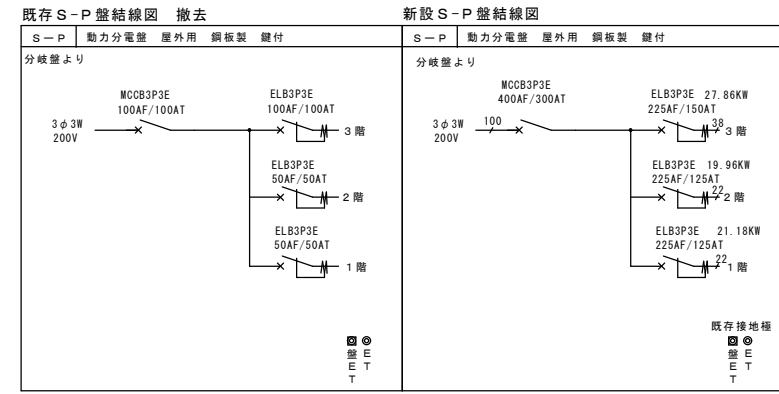 既存S-P盤結線図 撤去
S-P 動力分電盤 屋外用 鋼板製 鍵付
分岐盤より
MCCB3P3E
100AF/100AT
3φ3W
200V
ELB3P3E
100AF/100AT
3階
ELB3P3E
50AF/50AT
2階
ELB3P3E
50AF/50AT
1階
盤ET
ET
新設S-P盤結線図
S-P 動力分電盤 屋外用 鋼板製 鍵付
分岐盤より
MCCB3P3E
400AF/300AT
3φ3W
200V
100
ELB3P3E 27.86KW
225AF/150AT
38
3階
ELB3P3E 19.96KW
225AF/125AT
22
2階
ELB3P3E 21.18KW
225AF/125AT
22
1階
既存接地極
盤ET
ET